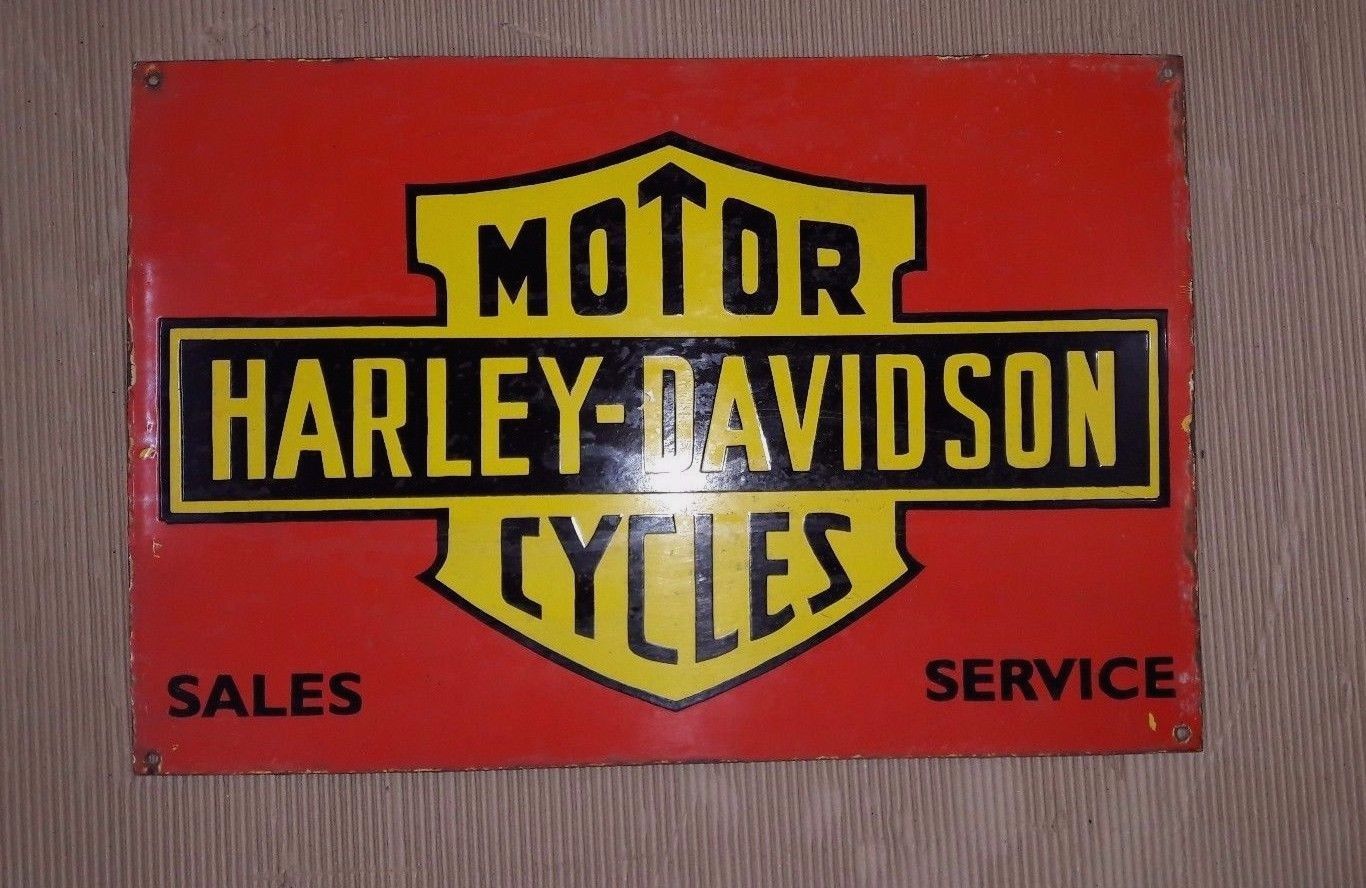 MOTOR
HARLEY-DAVIDSON
CYCLES
SALES SERVICE